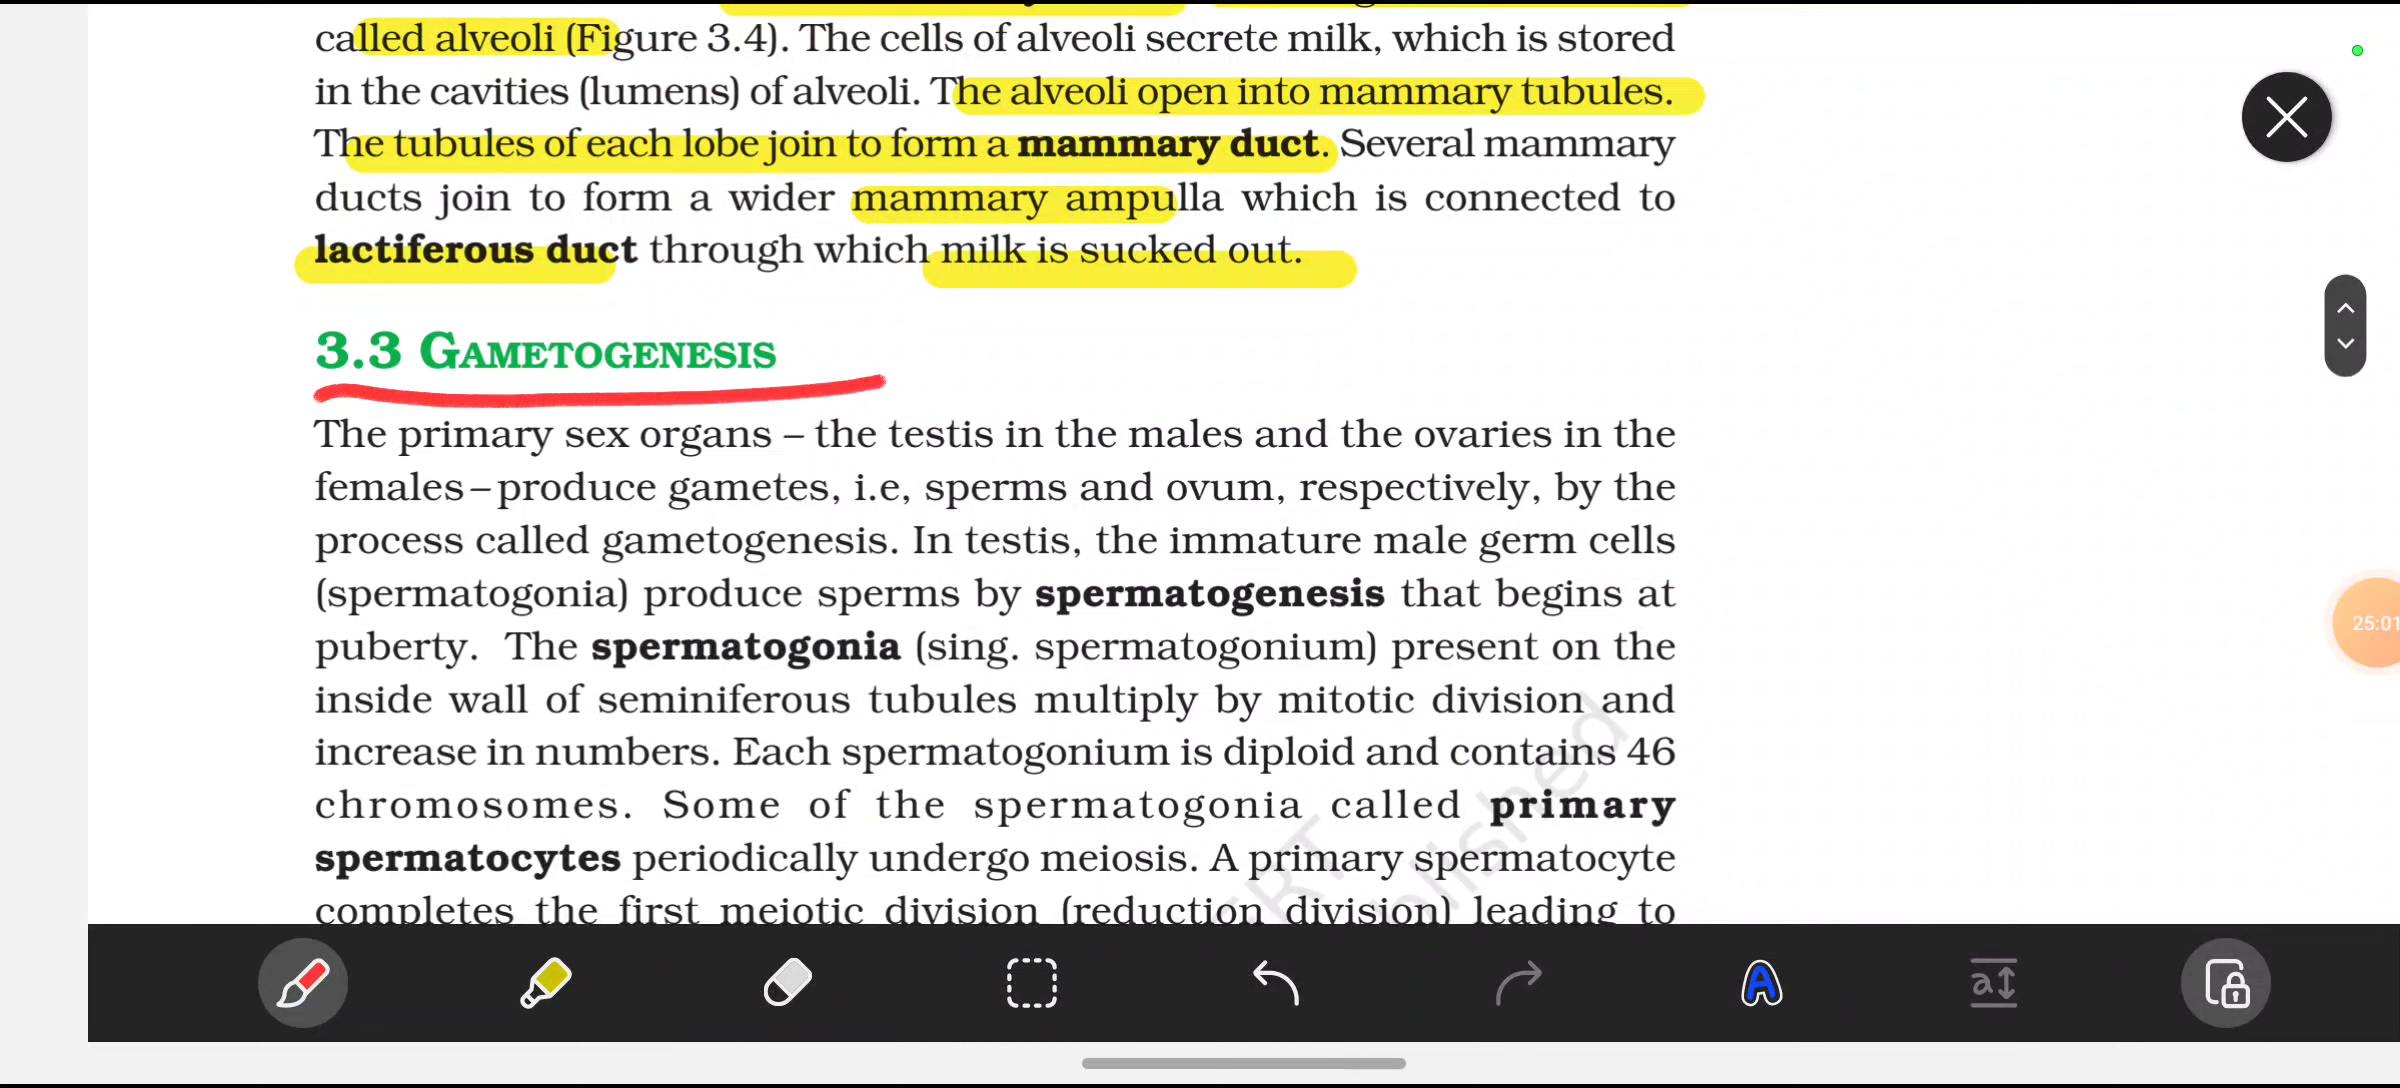 called alveoli (Figure 3.4). The cells of alveoli secrete milk, which is stored
in the cavities (lumens) of alveoli. The alveoli open into mammary tubules.
The tubules of each lobe join to form a mammary duct. Several mammary
ducts join to form a wider mammary ampulla which is connected to
lactiferous duct through which milk is sucked out.
3.3 GAMETOGENESIS
The primary sex organs – the testis in the males and the ovaries in the
females – produce gametes, i.e, sperms and ovum, respectively, by the
process called gametogenesis. In testis, the immature male germ cells
(spermatogonia) produce sperms by spermatogenesis that begins at
puberty. The spermatogonia (sing. spermatogonium) present on the
inside wall of seminiferous tubules multiply by mitotic division and
increase in numbers. Each spermatogonium is diploid and contains 46
chromosomes. Some of the spermatogonia called primary
spermatocytes periodically undergo meiosis. A primary spermatocyte
completes the first meiotic division (reduction division) leading to
25:01
A
a